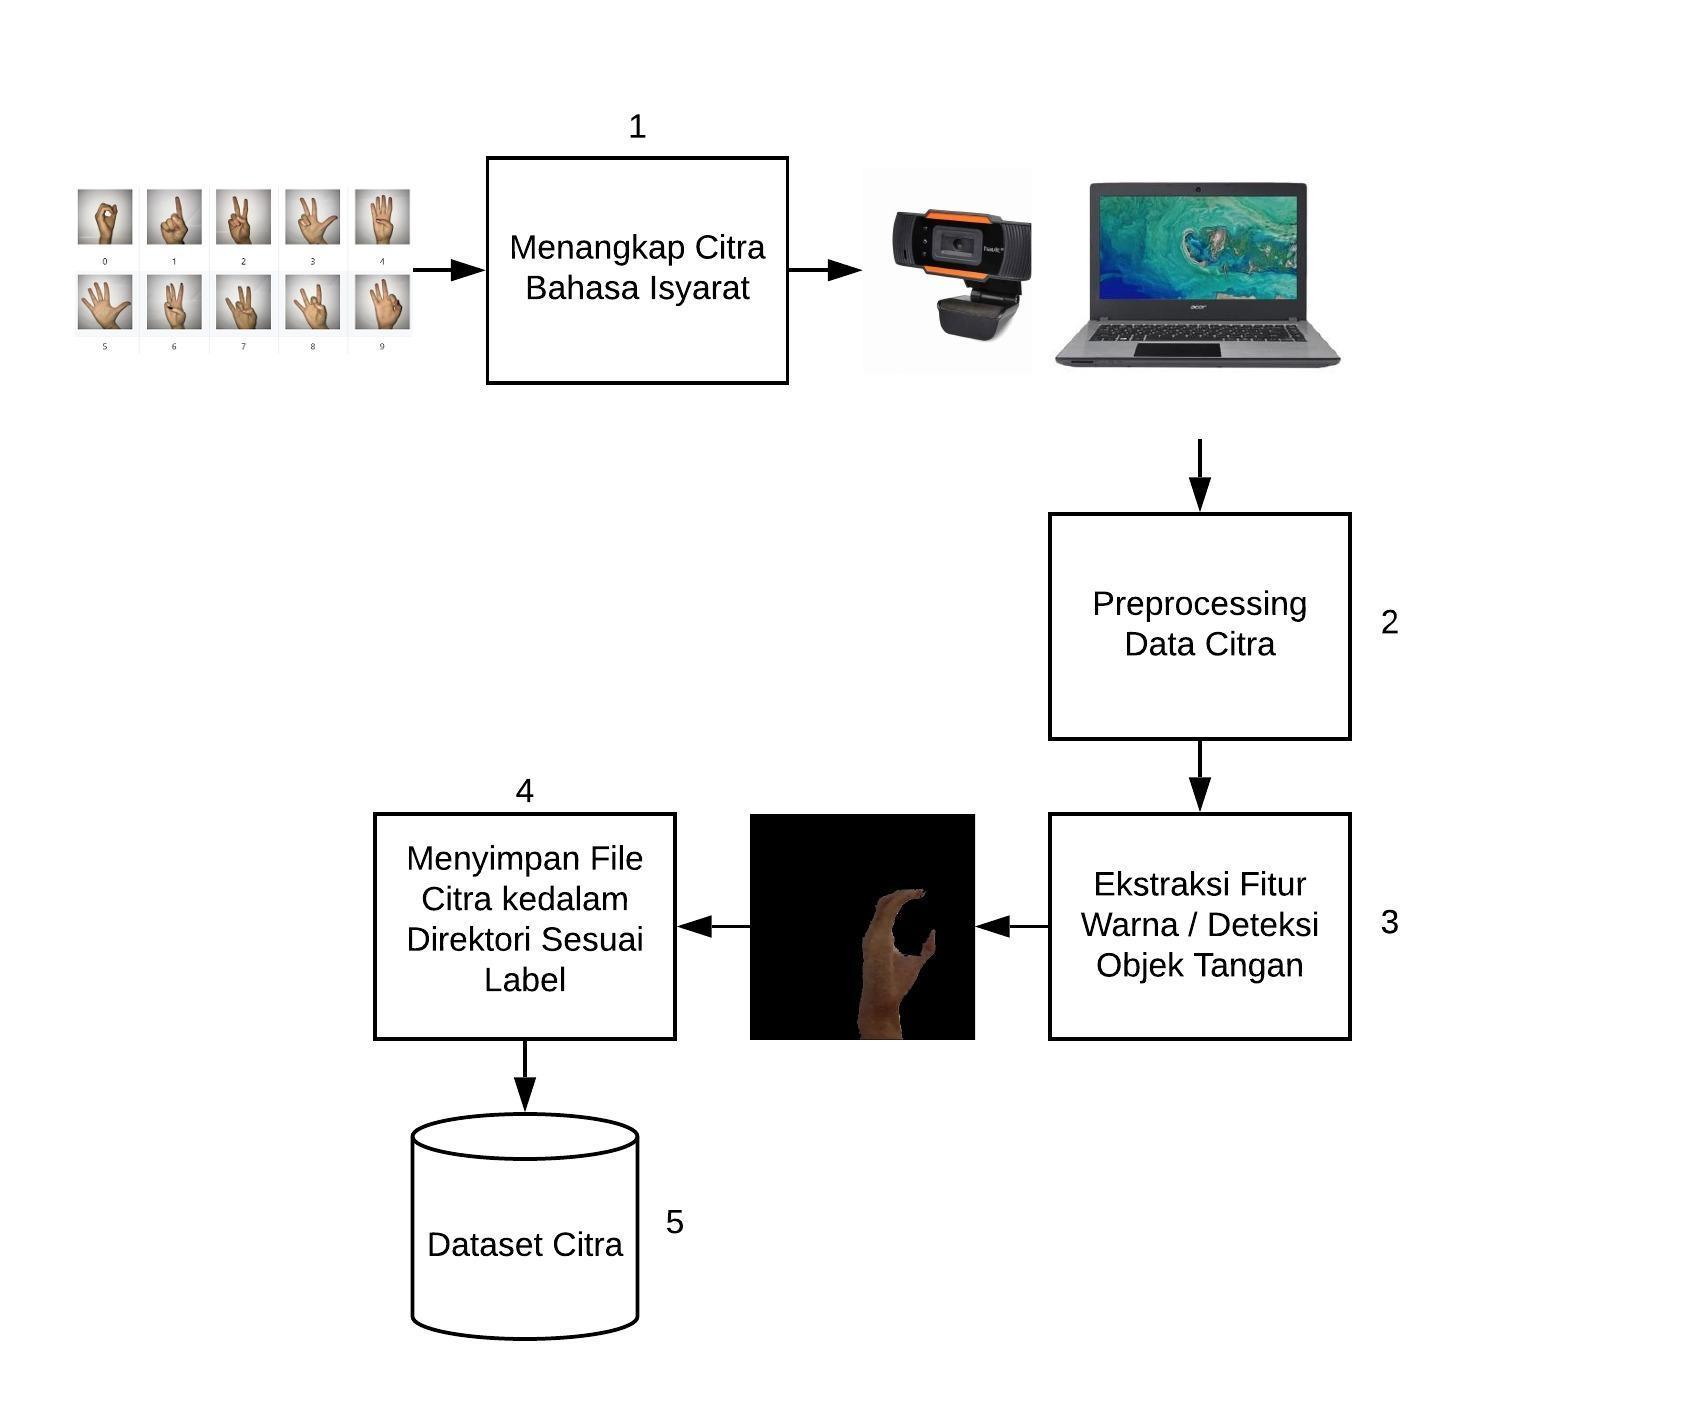 1
Menangkap Citra
Bahasa Isyarat
0 1 2 3 4
5 6 7 8 9
acer
Preprocessing
Data Citra
2
Ekstraksi Fitur
Warna / Deteksi
Objek Tangan
3
4
Menyimpan File
Citra kedalam
Direktori Sesuai
Label
Dataset Citra
5